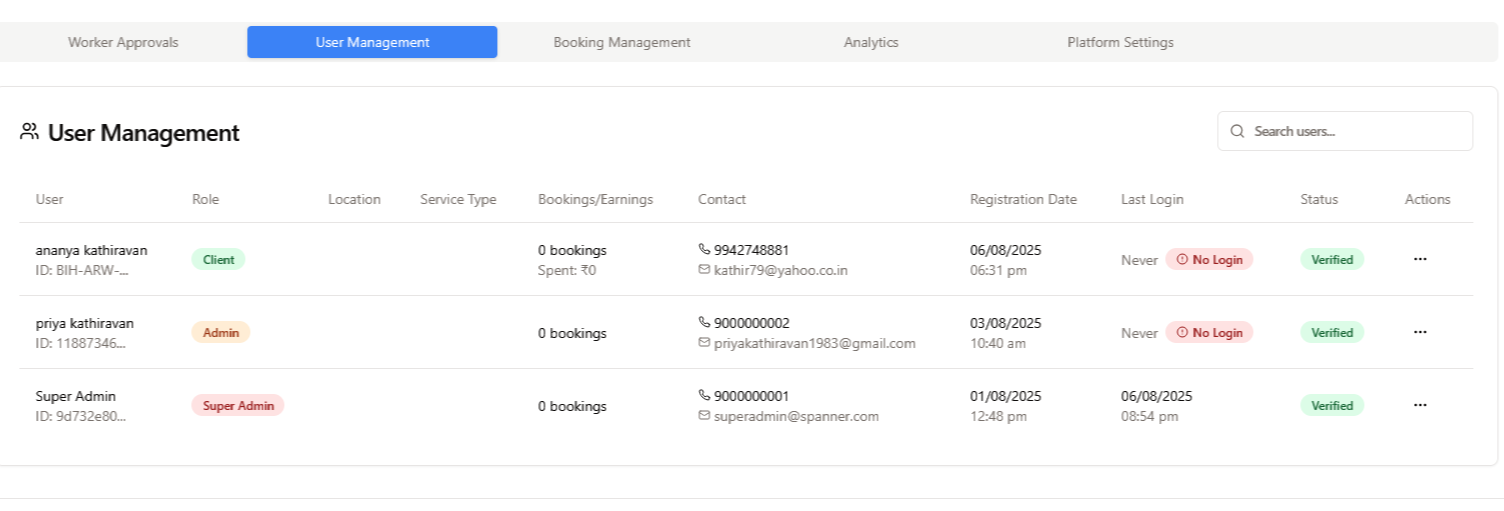 Worker Approvals User Management Booking Management Analytics Platform Settings
User Management
Search users...
User Role Location Service Type Bookings/Earnings Contact Registration Date Last Login Status Actions
ananya kathiravan Client 0 bookings 9942748881 06/08/2025 Never No Login Verified ...
ID: BIH-ARW-... Spent: ₹0 kathir79@yahoo.co.in 06:31 pm
priya kathiravan Admin 0 bookings 9000000002 03/08/2025 Never No Login Verified ...
ID: 11887346... priyakathiravan1983@gmail.com 10:40 am
Super Admin Super Admin 0 bookings 9000000001 01/08/2025 06/08/2025 Verified ...
ID: 9d732e80... superadmin@spanner.com 12:48 pm 08:54 pm